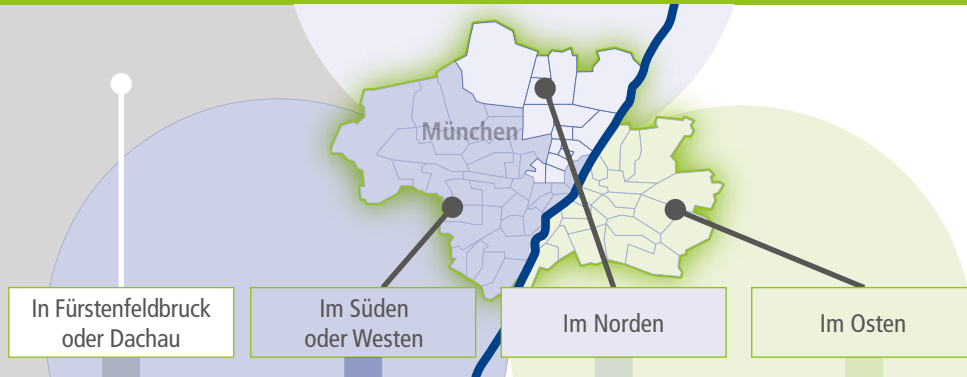 München
In Fürstenfeldbruck
oder Dachau
Im Süden
oder Westen
Im Norden
Im Osten